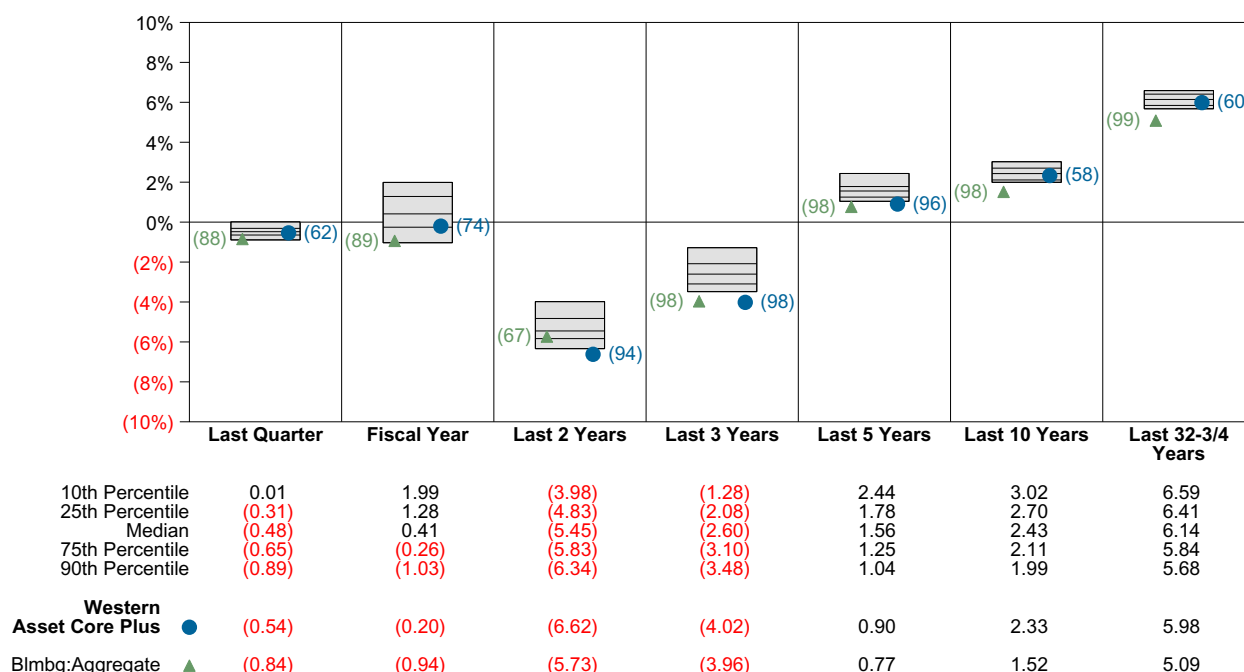 10%
8%
6%
4%
2%
0%
(2%)
(4%)
(6%)
(8%)
(10%)
(88) (62)
(89) (74)
(67) (94)
(98) (98)
(98) (96)
(98) (58)
(99) (60
Last Quarter Fiscal Year Last 2 Years Last 3 Years Last 5 Years Last 10 Years Last 32-3/4
Years
10th Percentile 0.01 1.99 (3.98) (1.28) 2.44 3.02 6.59
25th Percentile (0.31) 1.28 (4.83) (2.08) 1.78 2.70 6.41
Median (0.48) 0.41 (5.45) (2.60) 1.56 2.43 6.14
75th Percentile (0.65) (0.26) (5.83) (3.10) 1.25 2.11 5.84
90th Percentile (0.89) (1.03) (6.34) (3.48) 1.04 1.99 5.68
Western
Asset Core Plus (0.54) (0.20) (6.62) (4.02) 0.90 2.33 5.98
Blmbg:Aggregate (0.84) (0.94) (5.73) (3.96) 0.77 1.52 5.09